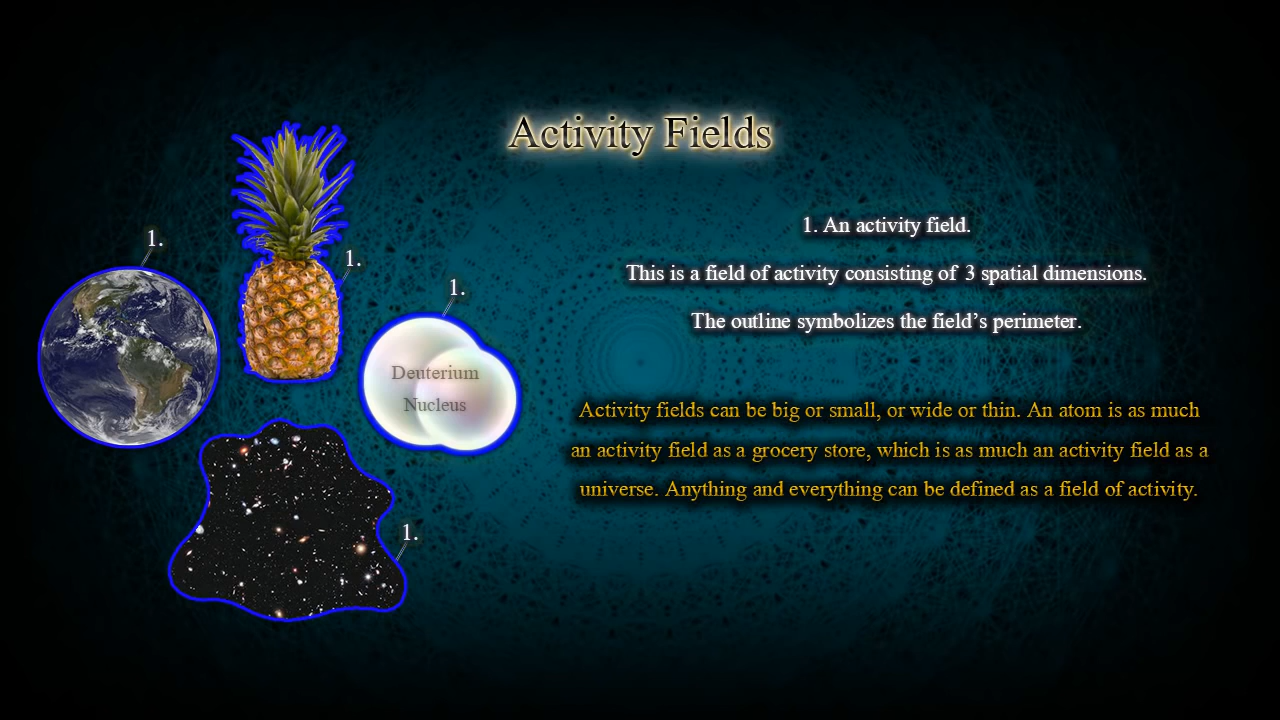 Activity Fields
1. An activity field.
This is a field of activity consisting of 3 spatial dimensions.
The outline symbolizes the field’s perimeter.
Activity fields can be big or small, or wide or thin. An atom is as much
an activity field as a grocery store, which is as much an activity field as a
universe. Anything and everything can be defined as a field of activity.
1.
1.
1.
Deuterium
Nucleus
1.